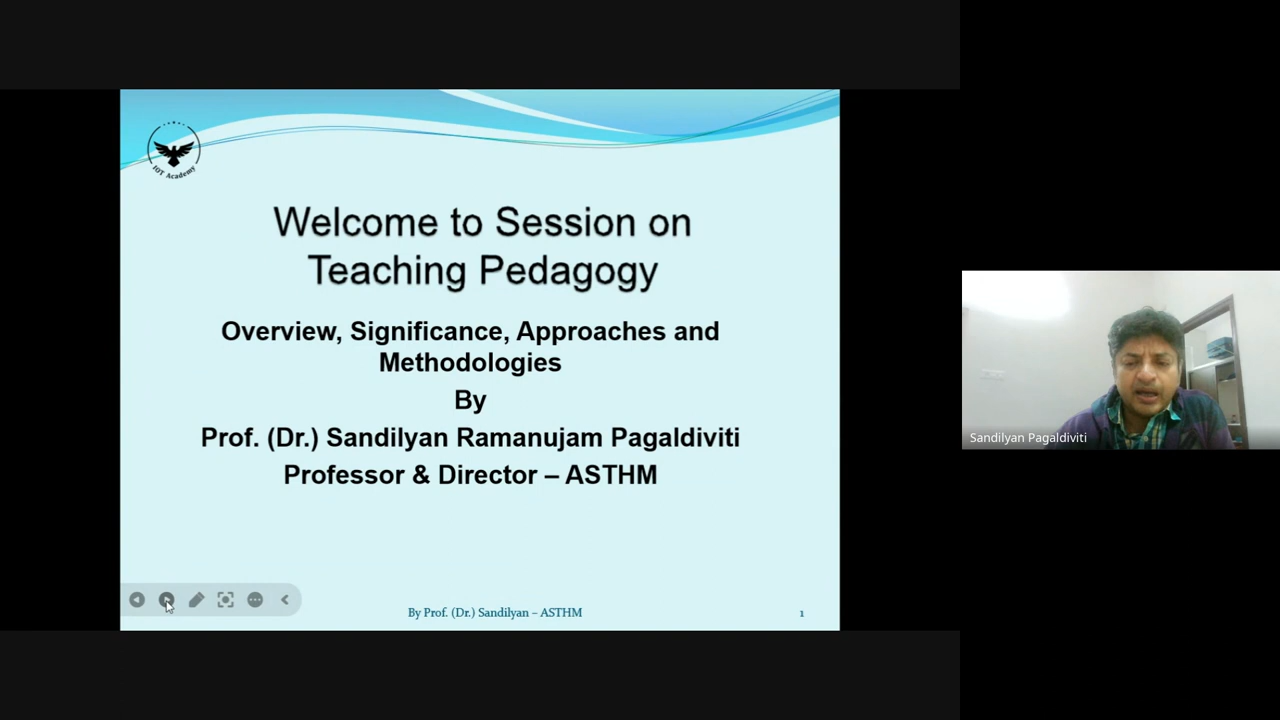 IOT Academy
Welcome to Session on
Teaching Pedagogy
Overview, Significance, Approaches and
Methodologies
By
Prof. (Dr.) Sandilyan Ramanujam Pagaldiviti
Professor & Director – ASTHM
By Prof. (Dr.) Sandilyan – ASTHM
1
Sandilyan Pagaldiviti